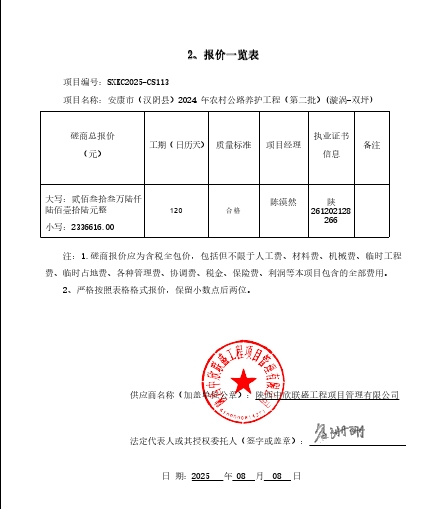 2、报价一览表
项目编号：SXKC2025-CS113
项目名称：安康市（汉阴县）2024 年农村公路养护工程（第二批）(漩涡-双坪)
磋商总报价
（元）
工期（日历天）
质量标准
项目经理
执业证书
信息
备注
大写：贰佰叁拾叁万陆仟
陆佰壹拾陆元整
小写：2336616.00
120
合格
陈漠然
陕
261202128
266
注：1.磋商报价应为含税全包价，包括但不限于人工费、材料费、机械费、临时工程
费、临时占地费、各种管理费、协调费、税金、保险费、利润等本项目包含的全部费用。
2、严格按照表格格式报价，保留小数点后两位。
供应商名称（加盖单位公章）：陕西中欣联磋工程项目管理有限公司
法定代表人或其授权委托人（签字或盖章）：
日 期：2025 年 08 月 08 日